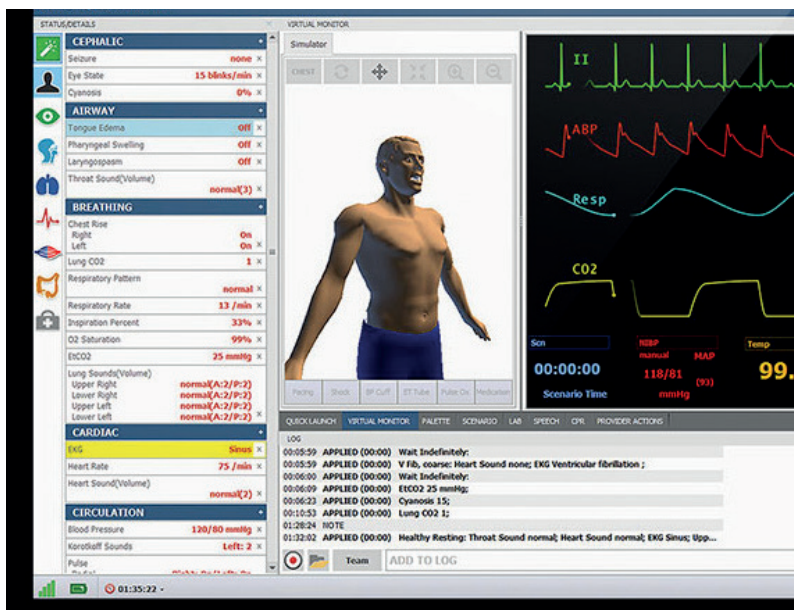 STATUS/DETAILS
CEPHALIC
Seizure none ×
Eye State 15 blinks/min ×
Cyanosis 0% ×
AIRWAY
Tongue Edema Off ×
Pharyngeal Swelling Off ×
Laryngospasm Off ×
Throat Sound(Volume)
normal(3) ×
BREATHING
Chest Rise
Right On
Left On ×
Lung CO2 1 ×
Respiratory Pattern
normal ×
Respiratory Rate 13 /min ×
Inspiration Percent 33% ×
O2 Saturation 99% ×
EtCO2 25 mmHg ×
Lung Sounds(Volume)
Upper Right normal(A:2/P:2)
Lower Right normal(A:2/P:2)
Upper Left normal(A:2/P:2)
Lower Left normal(A:2/P:2) ×
CARDIAC
EKG Sinus ×
Heart Rate 75 /min ×
Heart Sound(Volume)
normal(2) ×
CIRCULATION
Blood Pressure 120/80 mmHg ×
Korotkoff Sounds Left: 2 ×
Pulse
01:35:22
VIRTUAL MONITOR
Simulator
CHEST
Pacing Shock BP Cuff ET Tube Pulse Ox Medication
II
ABP
Resp
CO2
Scn
00:00:00
Scenario Time
NIBP
manual MAP
118/81 (93)
mmHg
Temp
99.
QUICK LAUNCH VIRTUAL MONITOR PALETTE SCENARIO LAB SPEECH CPR PROVIDER ACTIONS
LOG
00:05:59 APPLIED (00:00) Wait Indefinitely:
00:05:59 APPLIED (00:00) V Fib, coarse: Heart Sound none; EKG Ventricular fibrillation ;
00:06:00 APPLIED (00:00) Wait Indefinitely:
00:06:09 APPLIED (00:00) EtCO2 25 mmHg;
00:06:23 APPLIED (00:00) Cyanosis 15;
00:10:53 APPLIED (00:00) Lung CO2 1;
01:28:24 NOTE
01:32:02 APPLIED (00:00) Healthy Resting: Throat Sound normal; Heart Sound normal; EKG Sinus; Upp...
Team ADD TO LOG